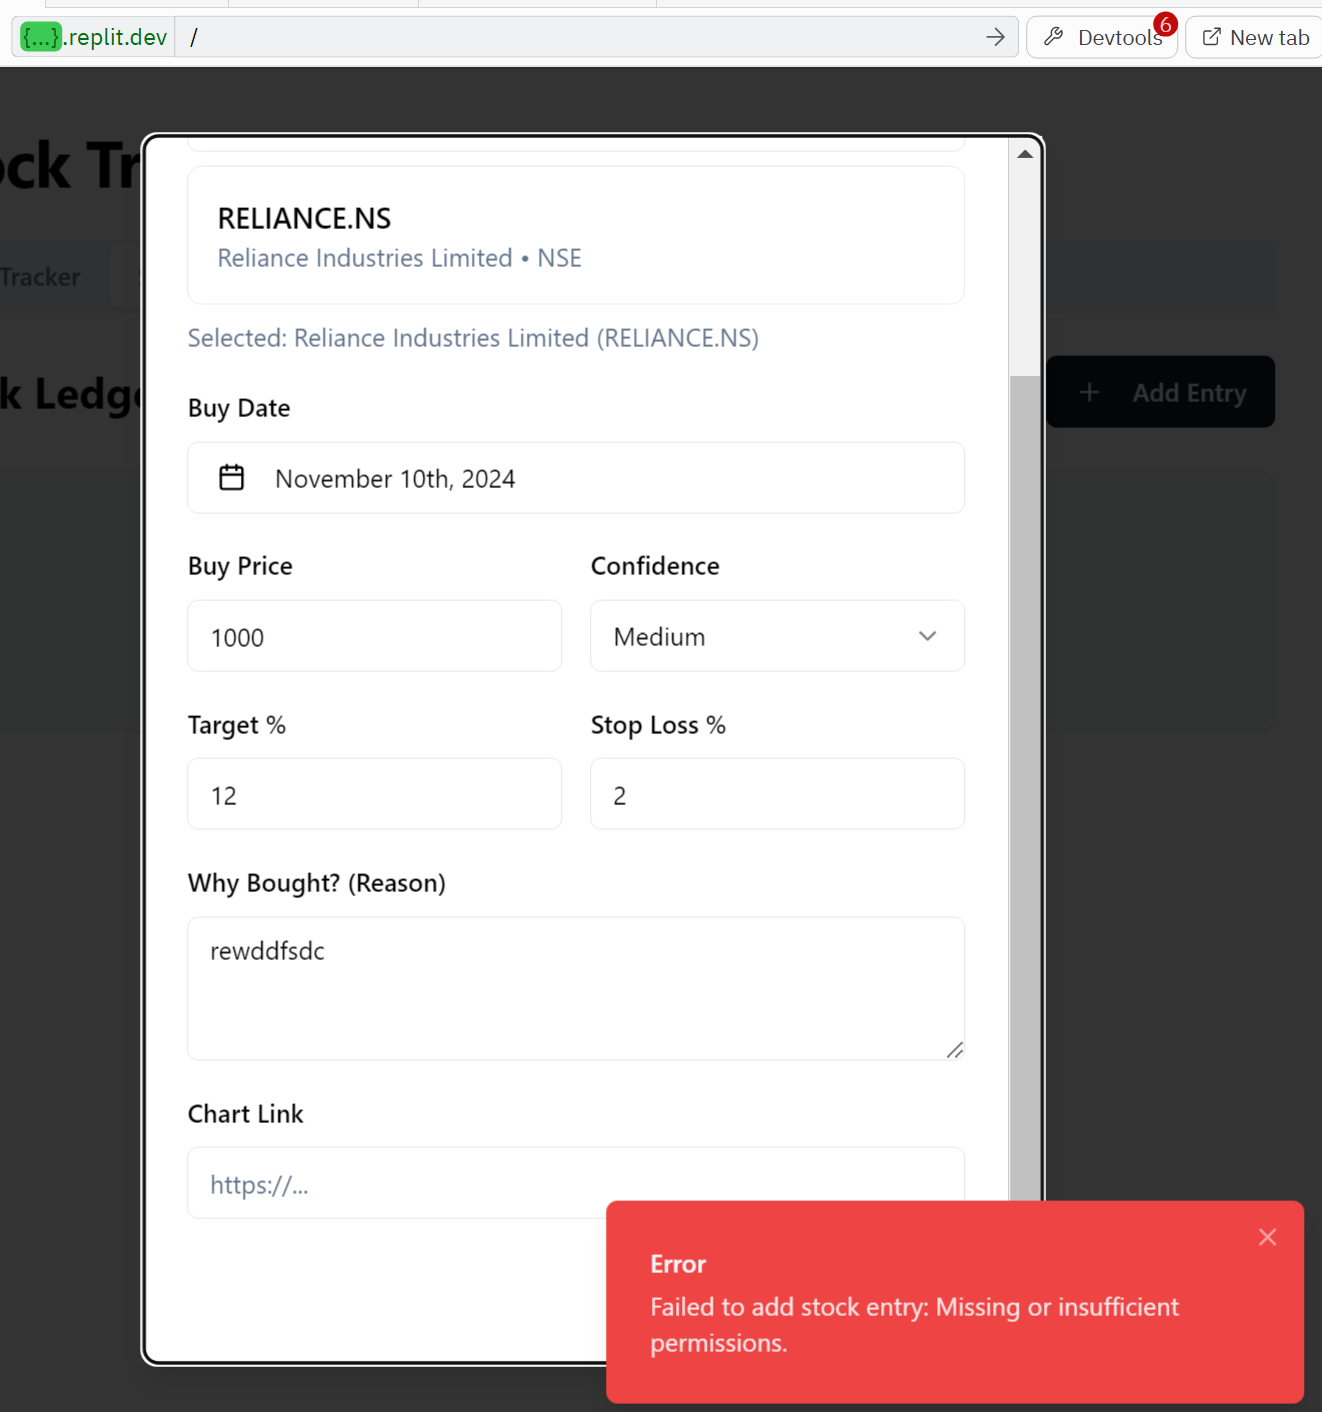 {...}.replit.dev / Devtools 6 New tab
ock Tr
RELIANCE.NS
Reliance Industries Limited • NSE
Tracker
Selected: Reliance Industries Limited (RELIANCE.NS)
k Ledge
+ Add Entry
Buy Date
November 10th, 2024
Buy Price Confidence
1000 Medium
Target % Stop Loss %
12 2
Why Bought? (Reason)
rewddfsdc
Chart Link
https://...
Error
Failed to add stock entry: Missing or insufficient
permissions.